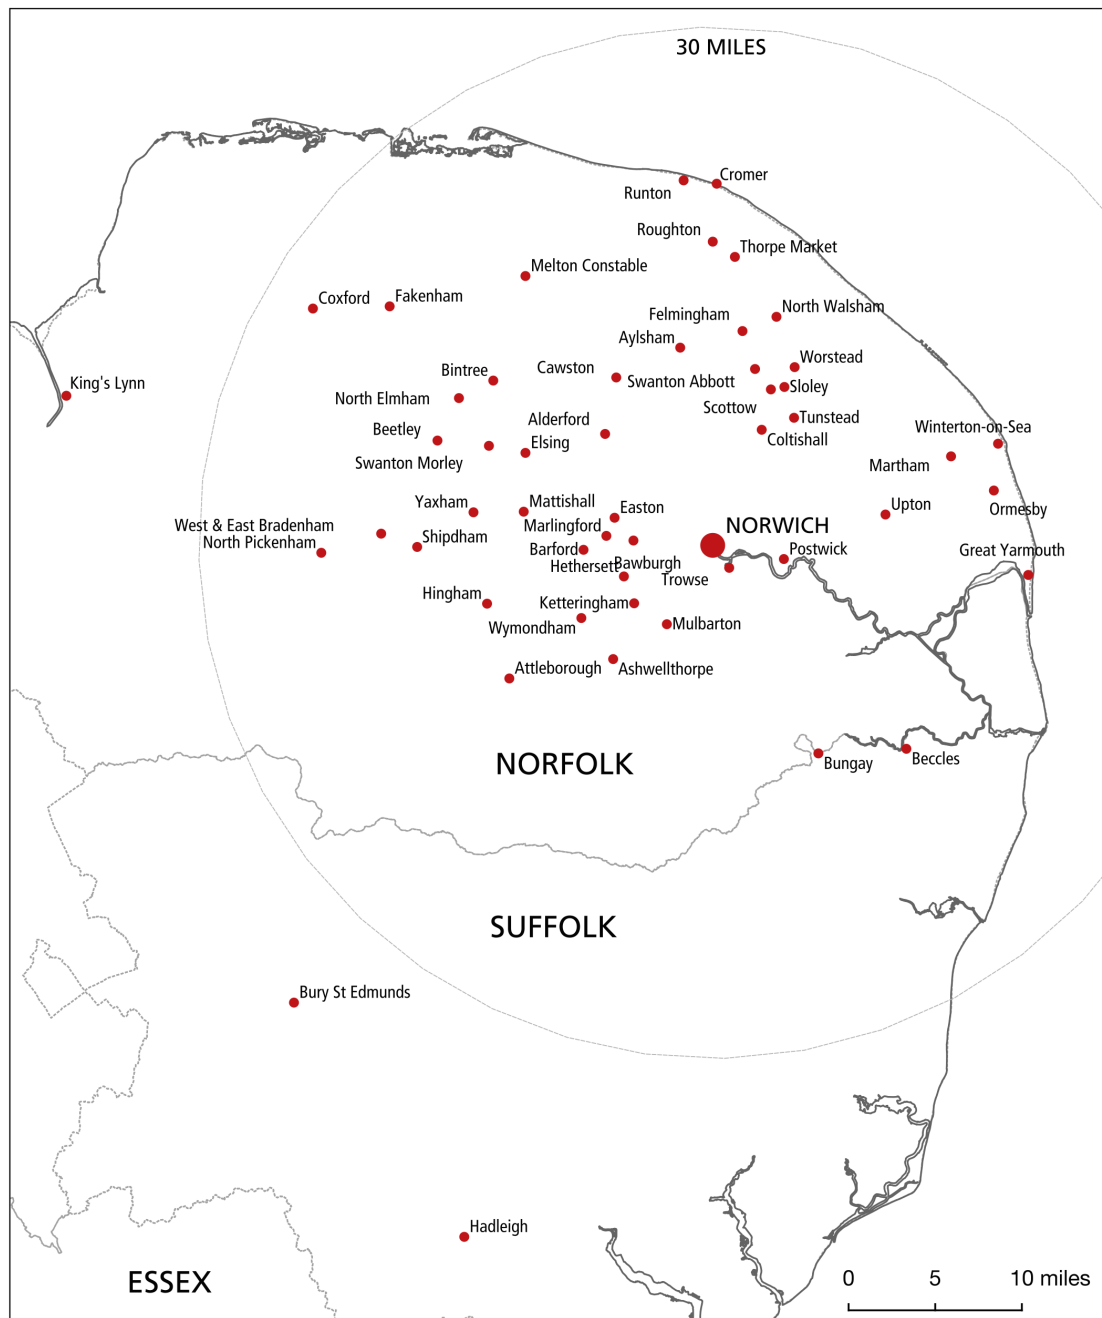 30 MILES
Cromer
Runton
Roughton
Thorpe Market
Melton Constable
Coxford
Fakenham
North Walsham
Felmingham
Aylsham
Worstead
Cawston
Bintree
Swanton Abbott
Sloley
King's Lynn
North Elmham
Scottow
Tunstead
Alderford
Beetley
Elsing
Coltishall
Winterton-on-Sea
Swanton Morley
Martham
Yaxham
Mattishall
Easton
Upton
Ormesby
West & East Bradenham
Marlingford
NORWICH
North Pickenham
Shipdham
Barford
Postwick
Great Yarmouth
Hethersett
Bawburgh
Trowse
Hingham
Ketteringham
Wymondham
Mulbarton
Attleborough
Ashwellthorpe
NORFOLK
Bungay
Beccles
SUFFOLK
Bury St Edmunds
Hadleigh
ESSEX
0 5 10 miles